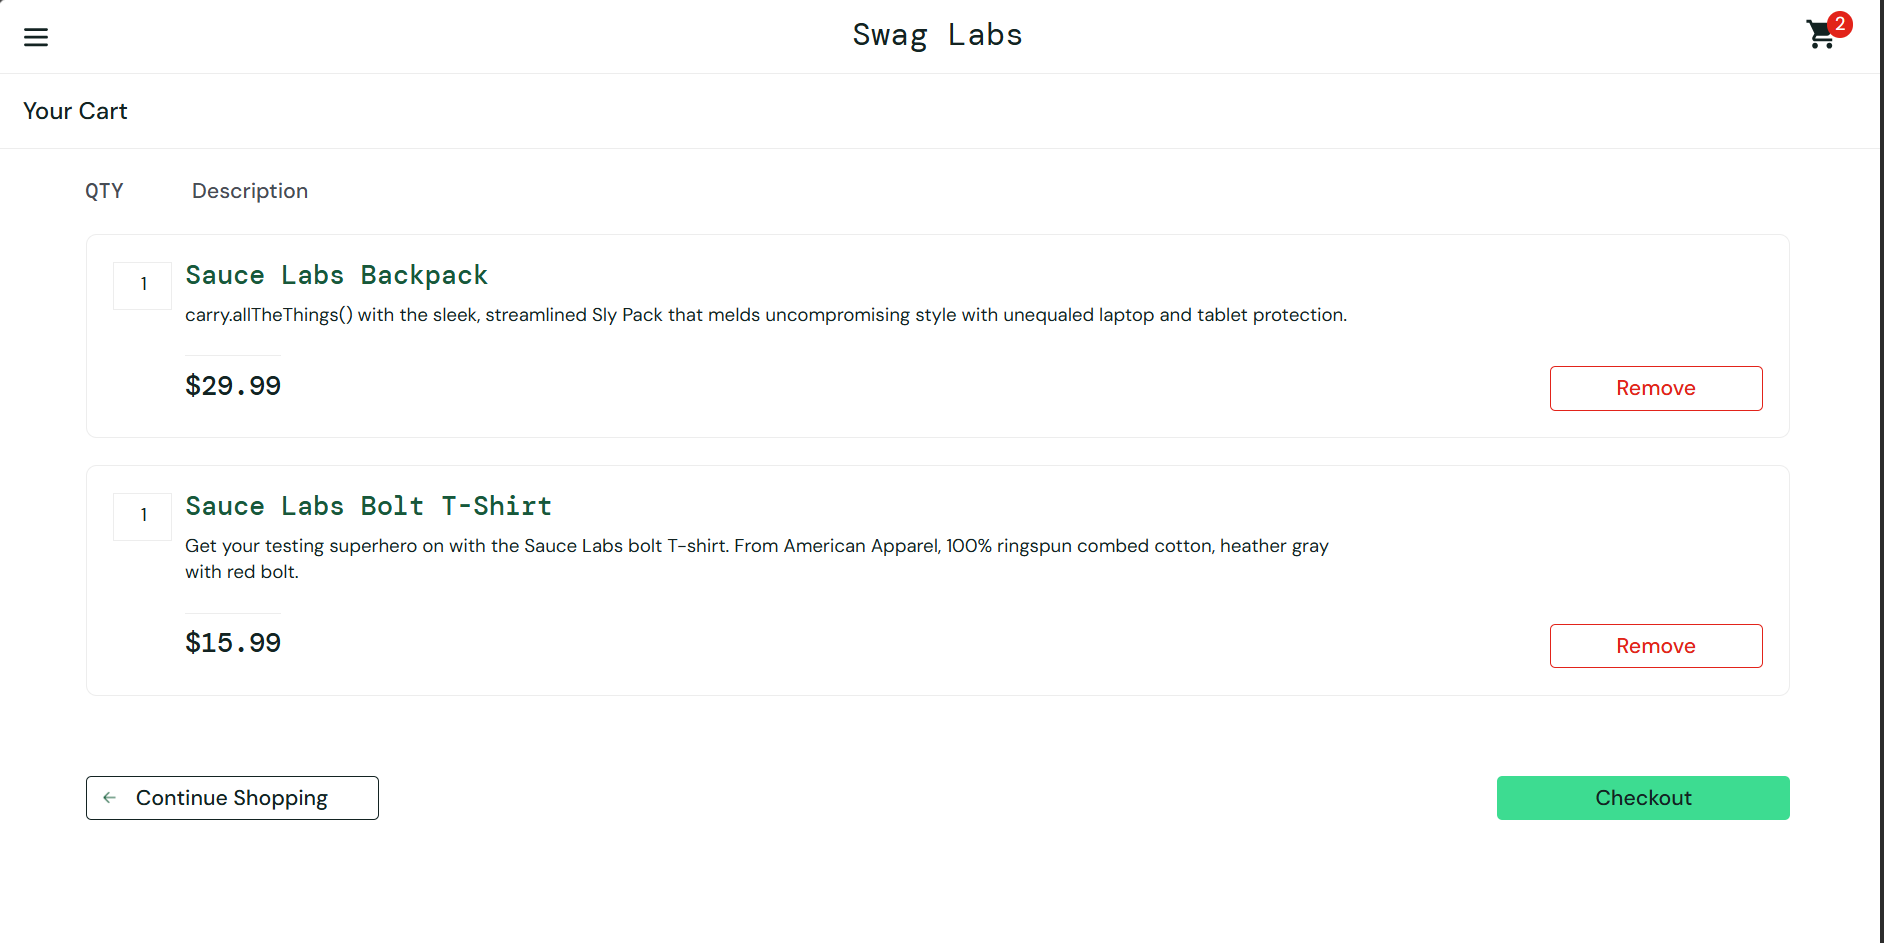 Swag Labs
2
Your Cart
QTY Description
1
Sauce Labs Backpack
carry.allTheThings() with the sleek, streamlined Sly Pack that melds uncompromising style with unequaled laptop and tablet protection.
$29.99
Remove
1
Sauce Labs Bolt T-Shirt
Get your testing superhero on with the Sauce Labs bolt T-shirt. From American Apparel, 100% ringspun combed cotton, heather gray
with red bolt.
$15.99
Remove
Continue Shopping
Checkout